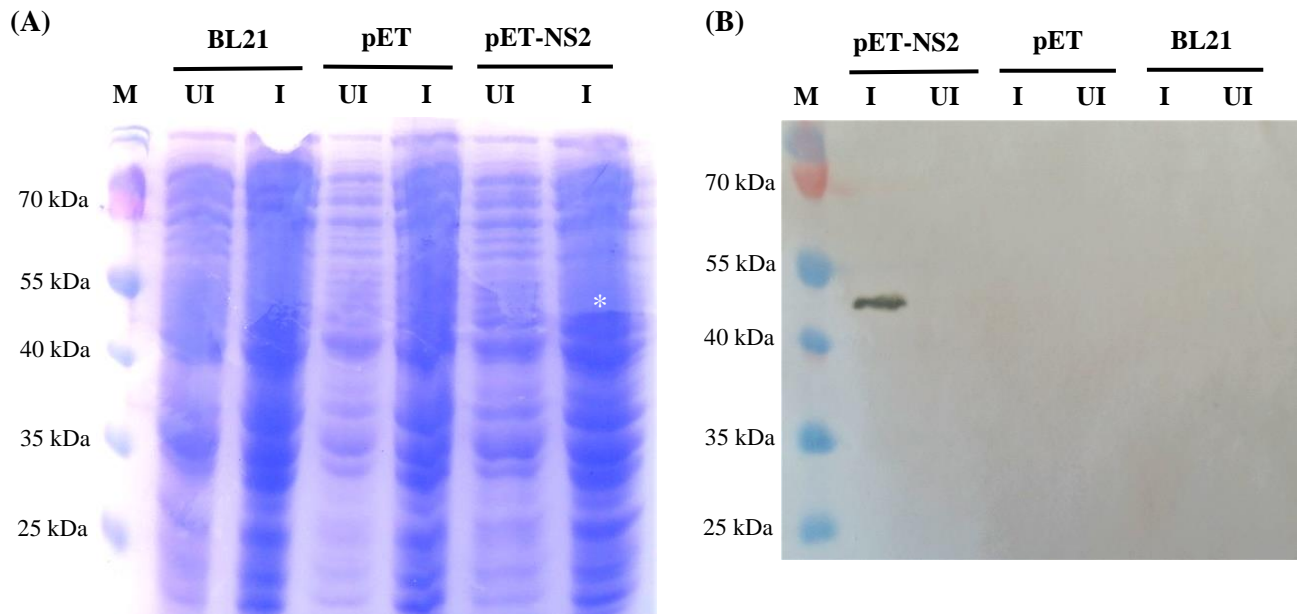 (A)
BL21 pET pET-NS2
M UI I UI I UI I
70 kDa
55 kDa
*
40 kDa
35 kDa
25 kDa
(B)
pET-NS2 pET BL21
M I UI I UI I UI
70 kDa
55 kDa
40 kDa
35 kDa
25 kDa